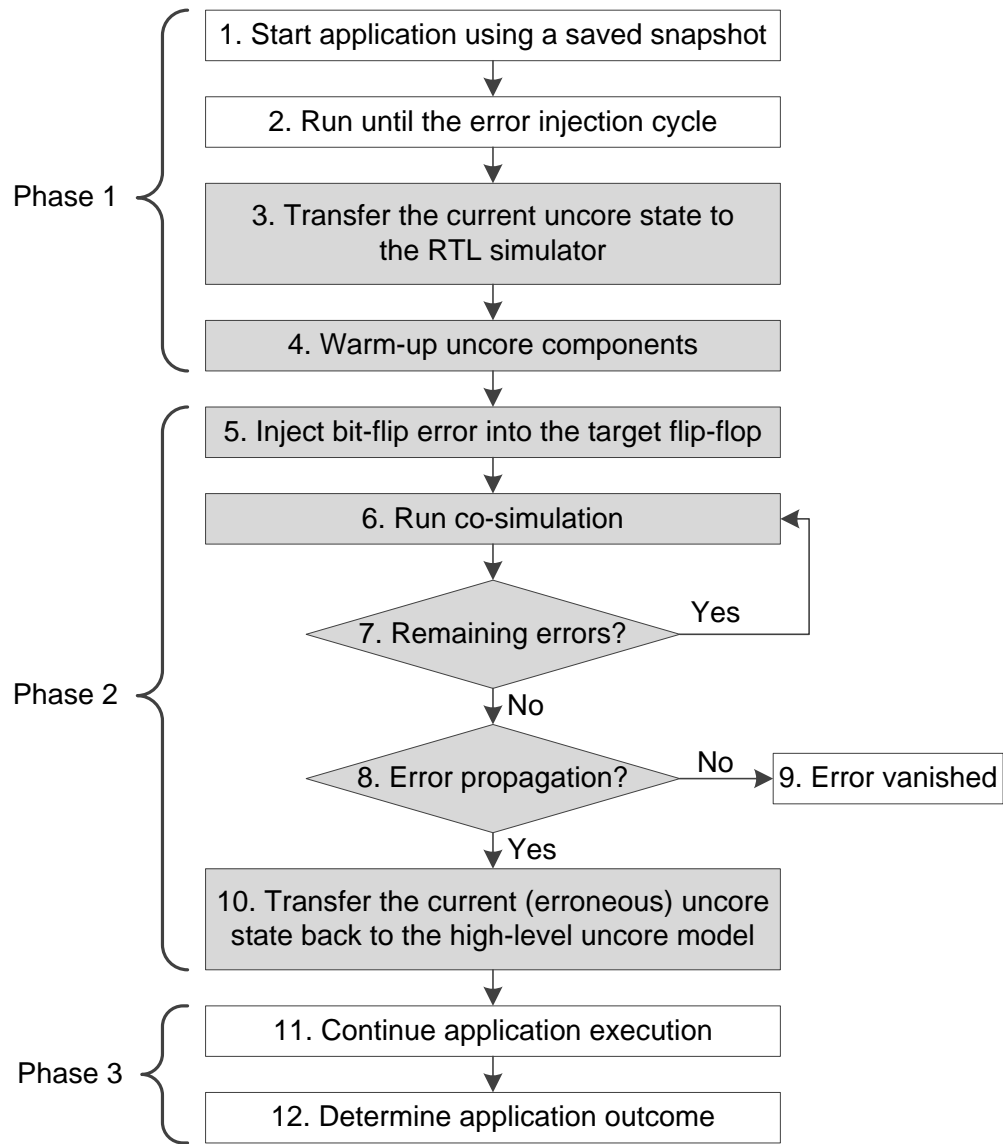 1. Start application using a saved snapshot
2. Run until the error injection cycle
Phase 1
3. Transfer the current uncore state to
the RTL simulator
4. Warm-up uncore components
5. Inject bit-flip error into the target flip-flop
6. Run co-simulation
7. Remaining errors?
Yes
Phase 2
No
8. Error propagation?
No
9. Error vanished
Yes
10. Transfer the current (erroneous) uncore
state back to the high-level uncore model
11. Continue application execution
Phase 3
12. Determine application outcome